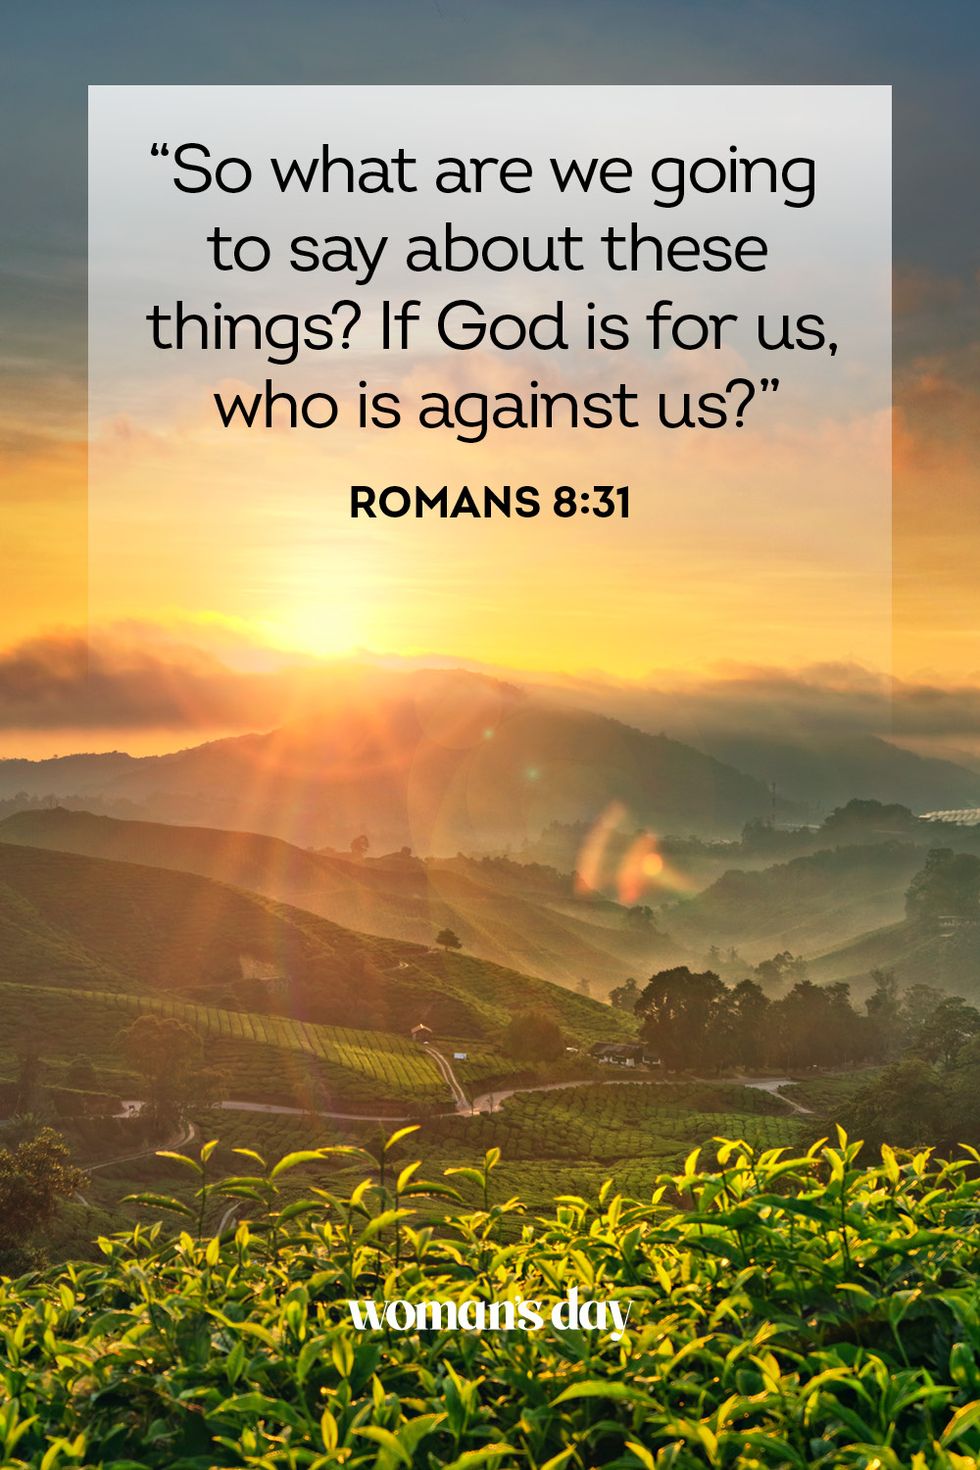 “So what are we going
to say about these
things? If God is for us,
who is against us?”
ROMANS 8:31
woman's day